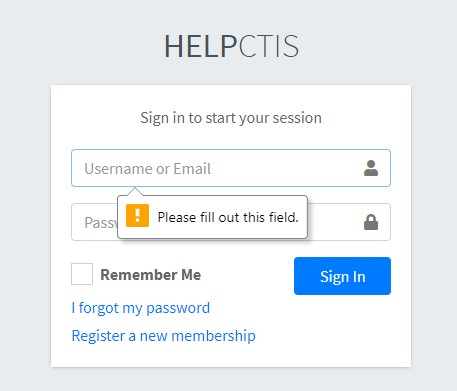 HELPCTIS
Sign in to start your session
Username or Email
Please fill out this field.
Remember Me
Sign In
I forgot my password
Register a new membership